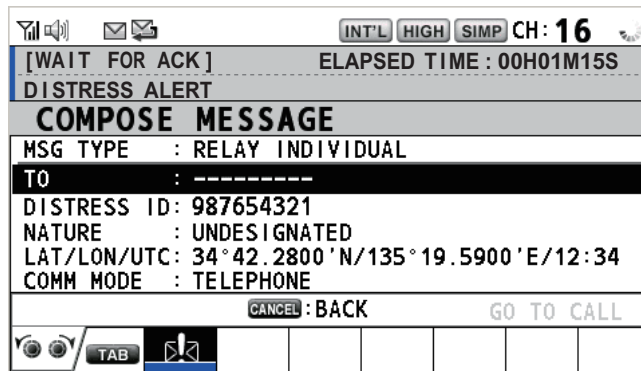 INT'L HIGH SIMP CH: 16
[WAIT FOR ACK] ELAPSED TIME : 00H01M15S
DISTRESS ALERT
COMPOSE MESSAGE
MSG TYPE : RELAY INDIVIDUAL
TO : ---------
DISTRESS ID: 987654321
NATURE : UNDESIGNATED
LAT/LON/UTC: 34°42.2800'N/135°19.5900'E/12:34
COMM MODE : TELEPHONE
CANCEL : BACK GO TO CALL
TAB